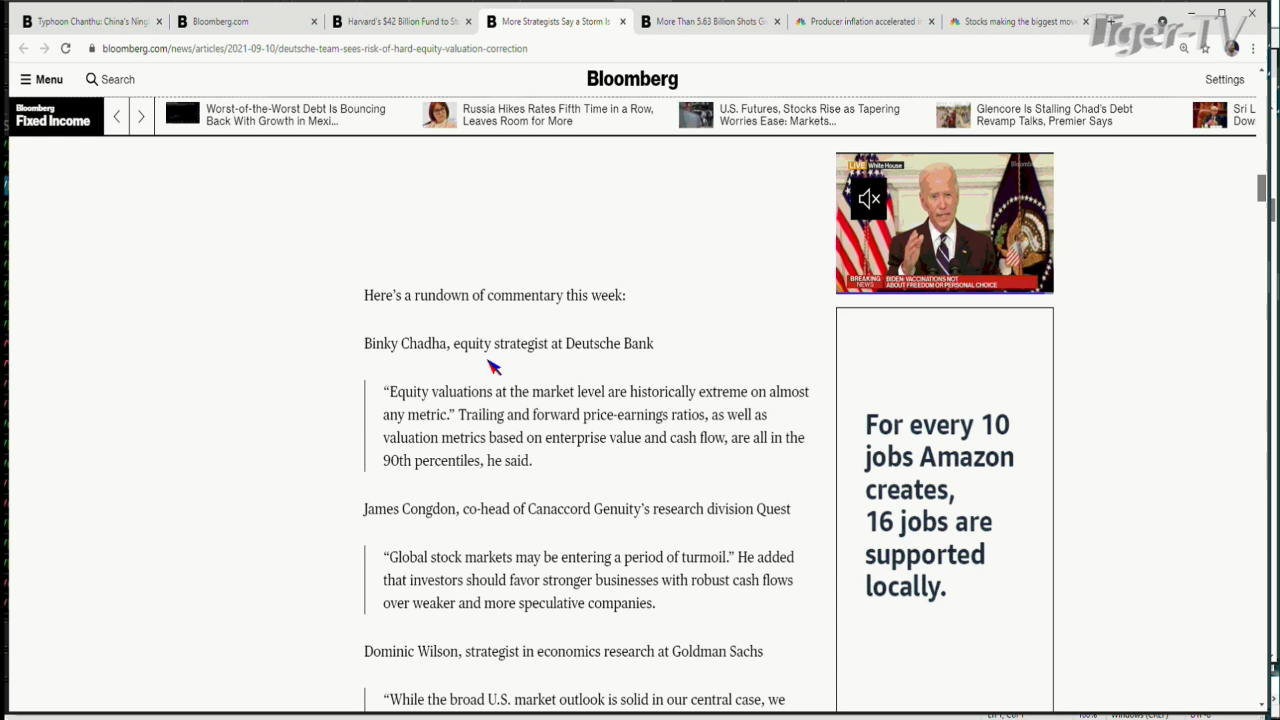 Typhoon Chanthu: China's Ning
Bloomberg.com
Harvard's $42 Billion Fund to St
More Strategists Say a Storm Is
More Than 5.63 Billion Shots G
Producer inflation accelerated i
Stocks making the biggest mov
Tiger-TV
bloomberg.com/news/articles/2021-09-10/deutsche-team-sees-risk-of-hard-equity-valuation-correction
Menu
Search
Bloomberg
Settings
Bloomberg
Fixed Income
Worst-of-the-Worst Debt Is Bouncing
Back With Growth in Mexi...
Russia Hikes Rates Fifth Time in a Row,
Leaves Room for More
U.S. Futures, Stocks Rise as Tapering
Worries Ease: Markets...
Glencore Is Stalling Chad's Debt
Revamp Talks, Premier Says
Sri L
Dow
LIVE White House
Bloomb
BREAKING
NEWS
BIDEN: VACCINATIONS NOT
ABOUT FREEDOM OR PERSONAL CHOICE
Here's a rundown of commentary this week:
Binky Chadha, equity strategist at Deutsche Bank
“Equity valuations at the market level are historically extreme on almost
any metric.” Trailing and forward price-earnings ratios, as well as
valuation metrics based on enterprise value and cash flow, are all in the
90th percentiles, he said.
James Congdon, co-head of Canaccord Genuity's research division Quest
“Global stock markets may be entering a period of turmoil.” He added
that investors should favor stronger businesses with robust cash flows
over weaker and more speculative companies.
Dominic Wilson, strategist in economics research at Goldman Sachs
“While the broad U.S. market outlook is solid in our central case, we
For every 10
jobs Amazon
creates,
16 jobs are
supported
locally.
100%
Windows (CRLF)